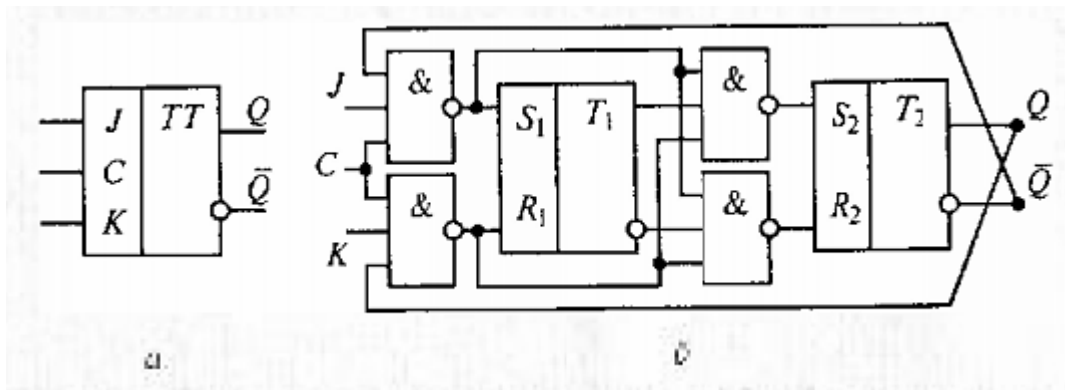 J TT Q
C
K Q̄
& & 
J S₁ T₁ S₂ T₂ Q
C
& & Q̄
K R₁ R₂
а б